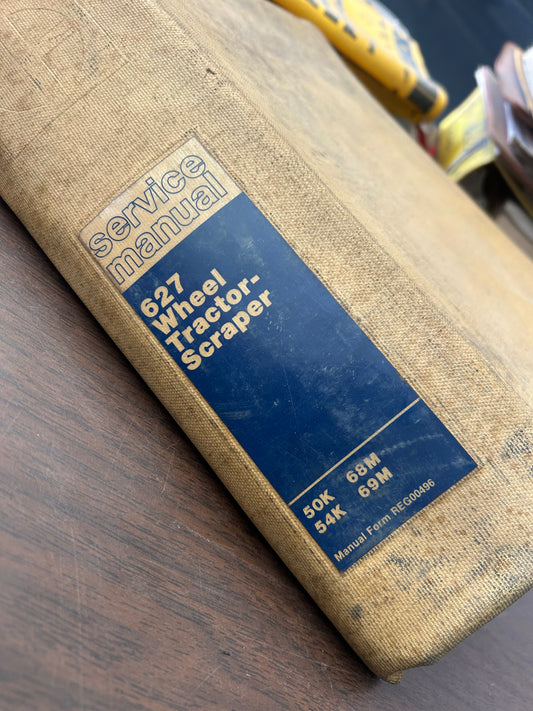 service
manual
627
Wheel
Tractor-
Scraper
50K 68M
54K 69M
Manual Form REG00496